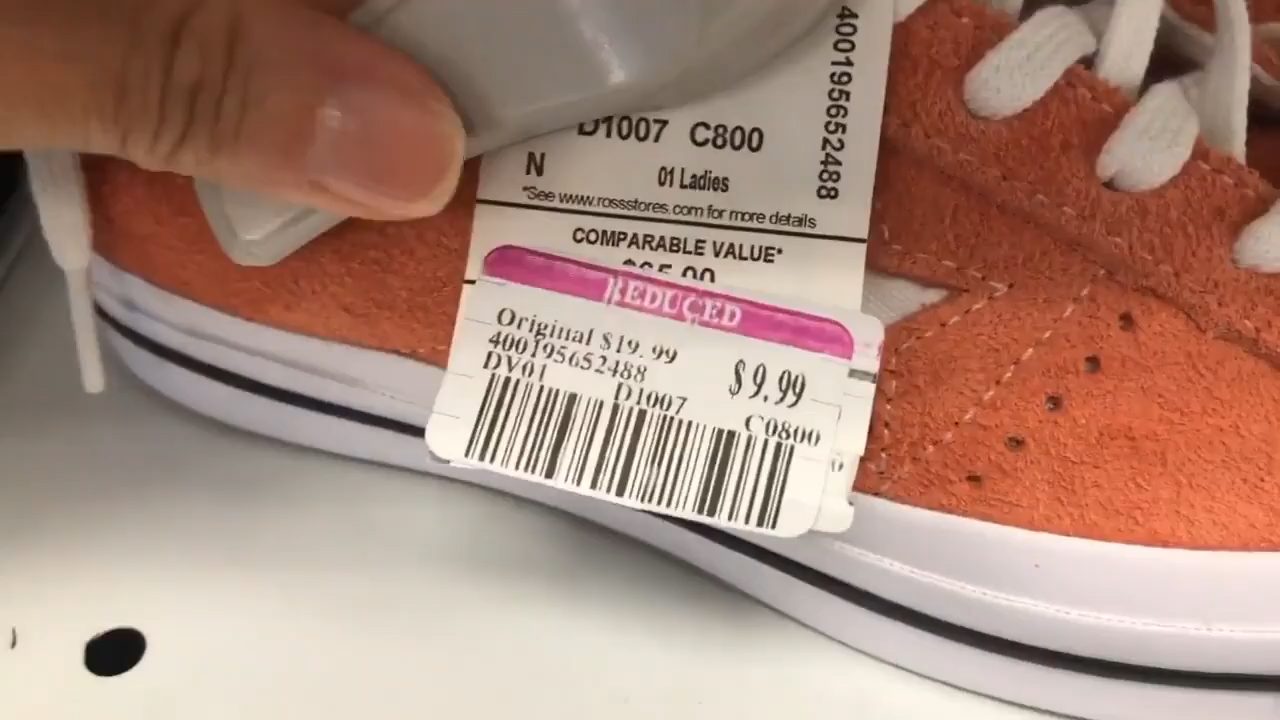 400195652488
D1007 C800
N 01 Ladies
*See www.rossstores.com for more details
COMPARABLE VALUE*
REDUCED
Original $19.99
400195652488
$9.99
DV01 D1007 C0800